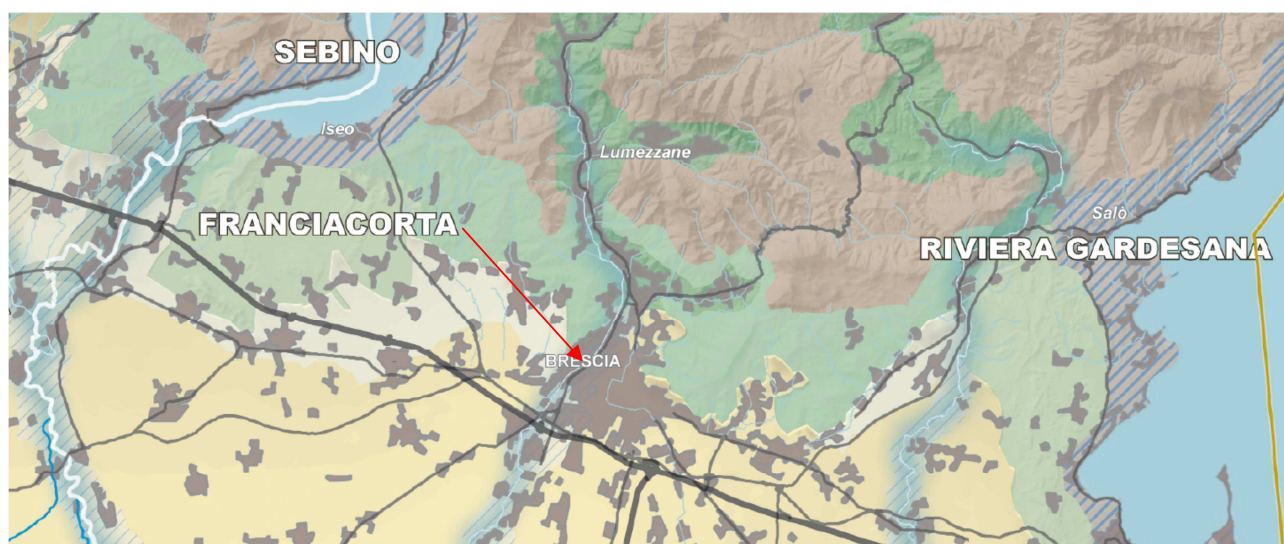 SEBINO
Iseo
Lumezzane
FRANCIACORTA
Salò
RIVIERA GARDESANA
BRESCIA